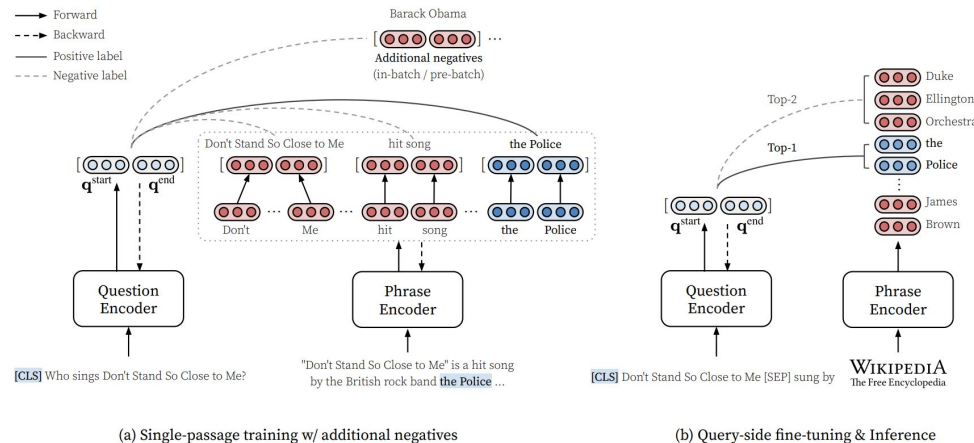 Forward
Backward
Positive label
Negative label
Barack Obama
[ ] ...
Additional negatives
(in-batch / pre-batch)
Don't Stand So Close to Me
hit song
the Police
[ ]
[ ]
[ ]
[ ]
q^start
q^end
... ... ... ...
Don't
Me
hit
song
the
Police
Question
Encoder
Phrase
Encoder
[CLS] Who sings Don't Stand So Close to Me?
"Don't Stand So Close to Me" is a hit song
by the British rock band the Police ...
(a) Single-passage training w/ additional negatives
Top-2
Top-1
Duke
Ellington
Orchestra
the
Police
⋮
James
Brown
[ ]
q^start
q^end
Question
Encoder
Phrase
Encoder
[CLS] Don't Stand So Close to Me [SEP] sung by
WIKIPEDIA
The Free Encyclopedia
(b) Query-side fine-tuning & Inference